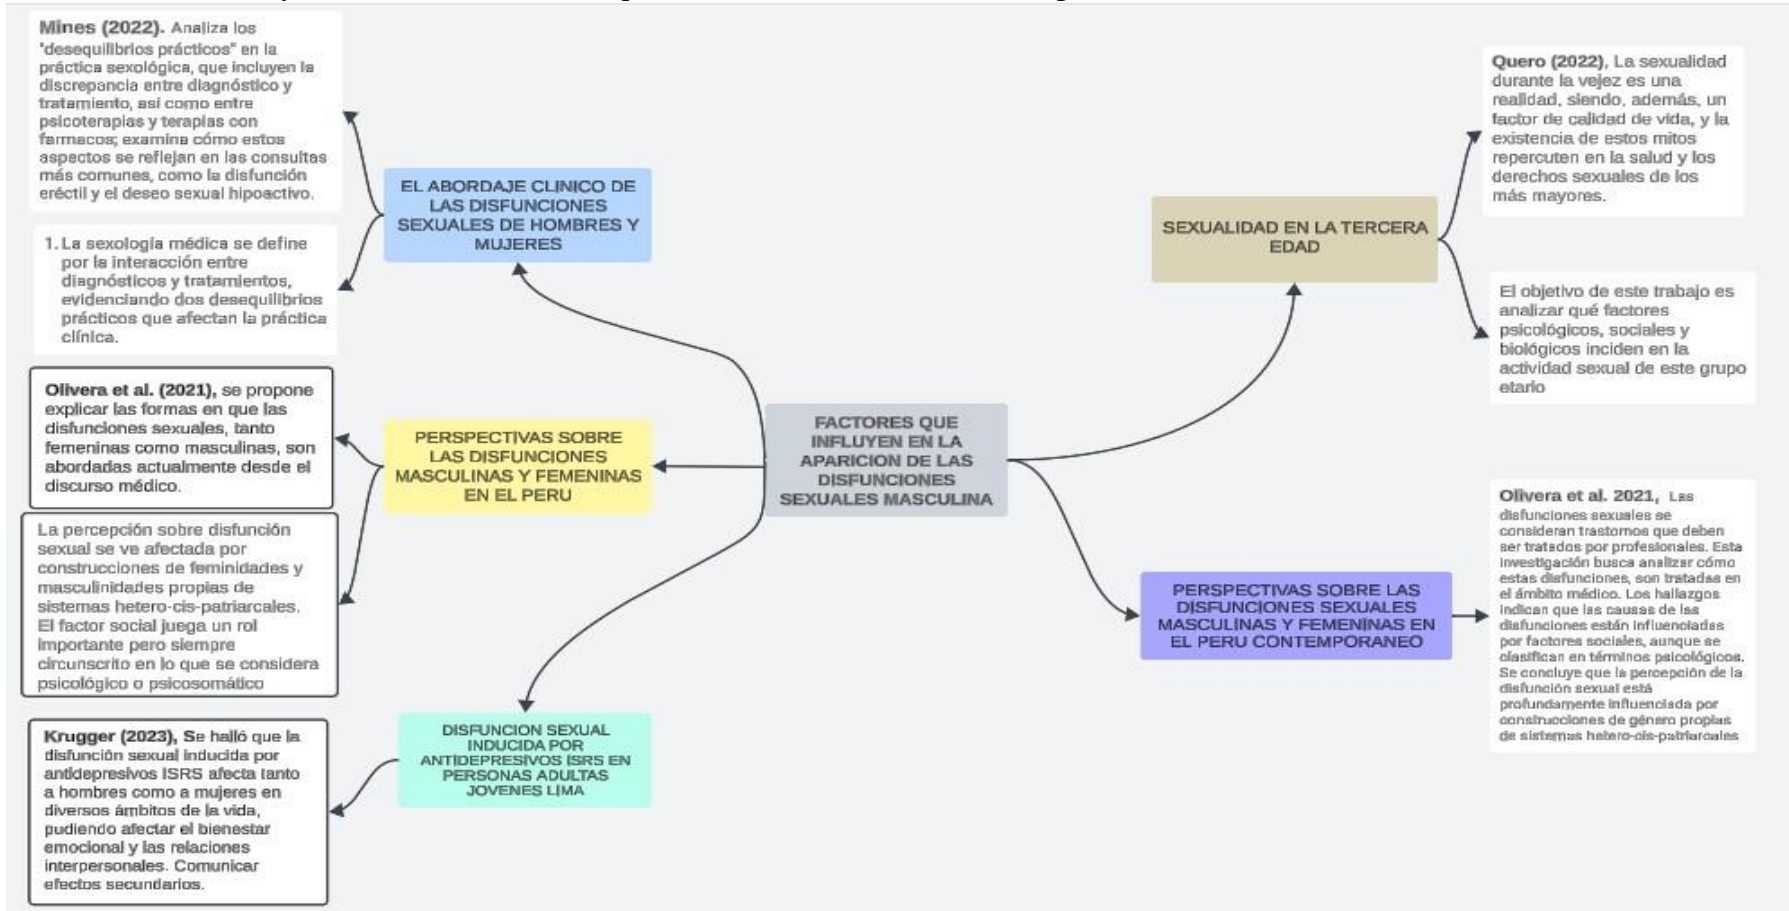 Mines (2022). Analiza los
"desequilibrios prácticos" en la
práctica sexológica, que incluyen la
discrepancia entre diagnóstico y
tratamiento, así como entre
psicoterapias y terapias con
farmacos; examina cómo estos
aspectos se reflejan en las consultas
más comunes, como la disfunción
eréctil y el deseo sexual hipoactivo.
1. La sexología médica se define
por la interacción entre
diagnósticos y tratamientos,
evidenciando dos desequilibrios
prácticos que afectan la práctica
clínica.
EL ABORDAJE CLINICO DE
LAS DISFUNCIONES
SEXUALES DE HOMBRES Y
MUJERES
Olivera et al. (2021), se propone
explicar las formas en que las
disfunciones sexuales, tanto
femeninas como masculinas, son
abordadas actualmente desde el
discurso médico.
La percepción sobre disfunción
sexual se ve afectada por
construcciones de feminidades y
masculinidades propias de
sistemas hetero-cis-patriarcales.
El factor social juega un rol
importante pero siempre
circunscrito en lo que se considera
psicológico o psicosomático
PERSPECTIVAS SOBRE
LAS DISFUNCIONES
MASCULINAS Y FEMENINAS
EN EL PERU
Krugger (2023), Se halló que la
disfunción sexual inducida por
antidepresivos ISRS afecta tanto
a hombres como a mujeres en
diversos ámbitos de la vida,
pudiendo afectar el bienestar
emocional y las relaciones
interpersonales. Comunicar
efectos secundarios.
DISFUNCION SEXUAL
INDUCIDA POR
ANTIDEPRESIVOS ISRS EN
PERSONAS ADULTAS
JOVENES LIMA
FACTORES QUE
INFLUYEN EN LA
APARICION DE LAS
DISFUNCIONES
SEXUALES MASCULINA
SEXUALIDAD EN LA TERCERA
EDAD
Quero (2022), La sexualidad
durante la vejez es una
realidad, siendo, además, un
factor de calidad de vida, y la
existencia de estos mitos
repercuten en la salud y los
derechos sexuales de los
más mayores.
El objetivo de este trabajo es
analizar qué factores
psicológicos, sociales y
biológicos inciden en la
actividad sexual de este grupo
etario
PERSPECTIVAS SOBRE LAS
DISFUNCIONES SEXUALES
MASCULINAS Y FEMENINAS EN
EL PERU CONTEMPORANEO
Olivera et al. 2021, Las
disfunciones sexuales se
consideran trastornos que deben
ser tratados por profesionales. Esta
investigación busca analizar cómo
estas disfunciones, son tratadas en
el ámbito médico. Los hallazgos
indican que las causas de las
disfunciones están influenciadas
por factores sociales, aunque se
clasifican en términos psicológicos.
Se concluye que la percepción de la
disfunción sexual está
profundamente influenciada por
construcciones de género propias
de sistemas hetero-cis-patriarcales